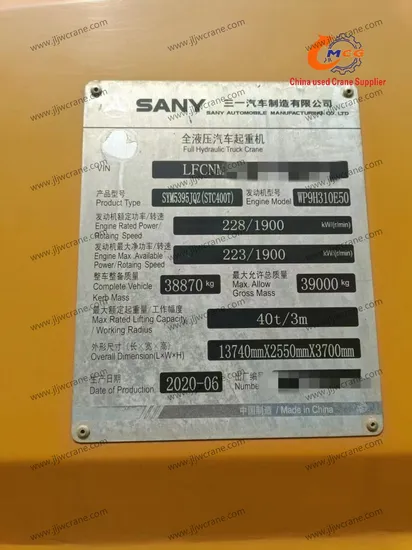 MCG
JLJW
China used Crane Supplier
www.jljwcrane.com
SANY 三一汽车制造有限公司
SANY AUTOMOBILE MANUFACTURING CO., LTD
全液压汽车起重机
Full Hydraulic Truck Crane
VIN LFCNM
产品型号 SYM5395JQZ(STC400T) 发动机型号 WP9H310E50
Product Type Engine Model
发动机额定功率/转速
Engine Rated Power/ 228/1900 kW/(r/min)
Rotaing Speed
发动机最大净功率/转速
Engine Max. Available 223/1900 kW/(r/min)
Power/Rotaing Speed
整车整备质量 最大允许总质量
Complete Vehicle 38870 kg Max. Allow 39000 kg
Kerb Mass Gross Mass
最大额定起重量/工作幅度
Max Rated Lifting Capacity 40t/3m
Working Radius
外形尺寸(长×宽×高) 13740mmX2550mmX3700mm
Overall Dimension(L×W×H)
生产日期 2020-06 出厂编号
Date of Production
中国制造 / Made in China